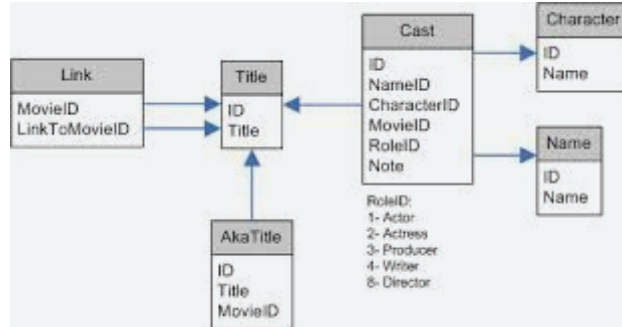 Link
MovieID
LinkToMovieID
Title
ID
Title
AkaTitle
ID
Title
MovieID
Cast
ID
NameID
CharacterID
MovieID
RoleID
Note
RoleID:
1- Actor
2- Actress
3- Producer
4- Writer
8- Director
Character
ID
Name
Name
ID
Name